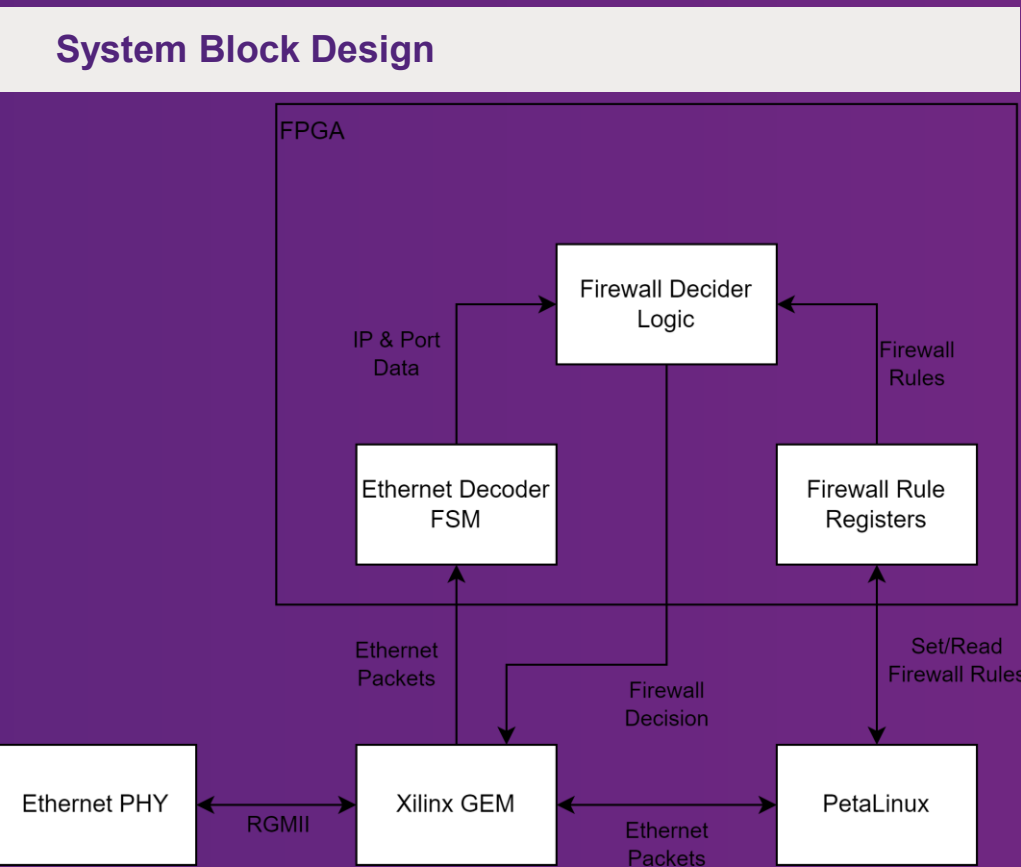 System Block Design
FPGA
Firewall Decider
Logic
IP & Port
Data
Firewall
Rules
Ethernet Decoder
FSM
Firewall Rule
Registers
Ethernet
Packets
Firewall
Decision
Set/Read
Firewall Rules
Ethernet PHY
RGMII
Xilinx GEM
Ethernet
Packets
PetaLinux